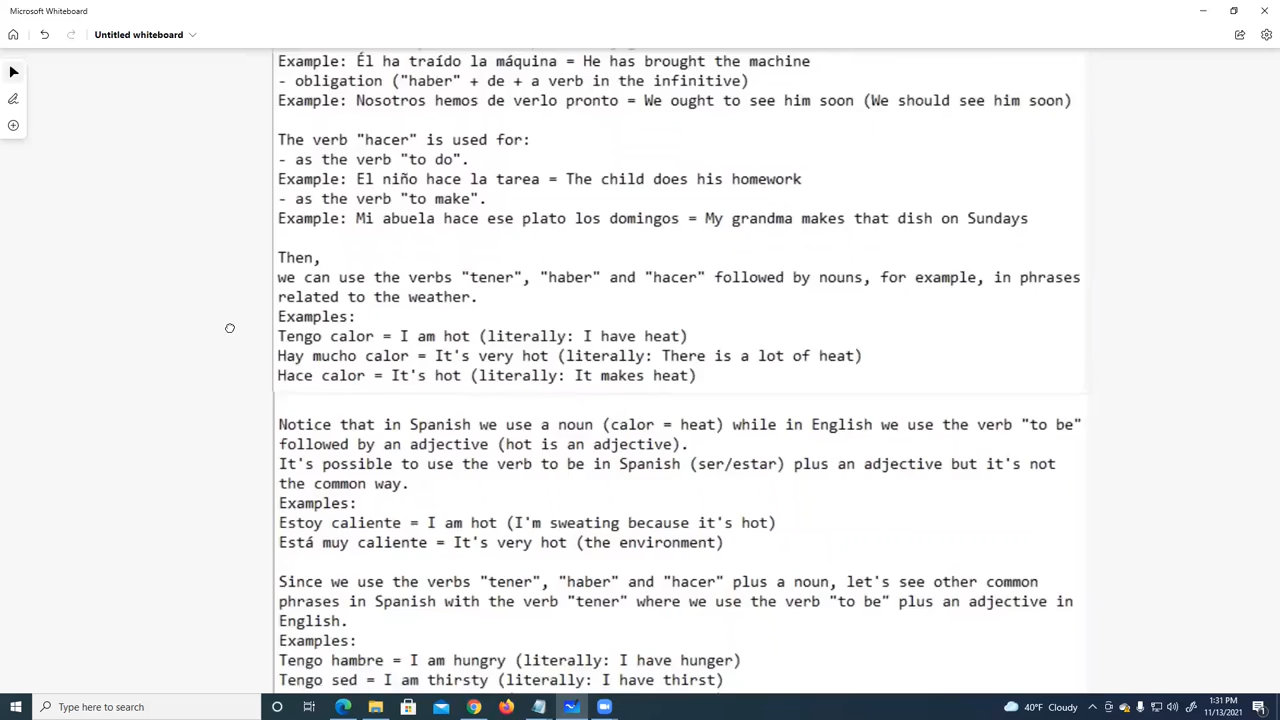 Microsoft Whiteboard
Untitled whiteboard
Example: Él ha traído la máquina = He has brought the machine
- obligation ("haber" + de + a verb in the infinitive)
Example: Nosotros hemos de verlo pronto = We ought to see him soon (We should see him soon)
The verb "hacer" is used for:
- as the verb "to do".
Example: El niño hace la tarea = The child does his homework
- as the verb "to make".
Example: Mi abuela hace ese plato los domingos = My grandma makes that dish on Sundays
Then,
we can use the verbs "tener", "haber" and "hacer" followed by nouns, for example, in phrases
related to the weather.
Examples:
Tengo calor = I am hot (literally: I have heat)
Hay mucho calor = It's very hot (literally: There is a lot of heat)
Hace calor = It's hot (literally: It makes heat)
Notice that in Spanish we use a noun (calor = heat) while in English we use the verb "to be"
followed by an adjective (hot is an adjective).
It's possible to use the verb to be in Spanish (ser/estar) plus an adjective but it's not
the common way.
Examples:
Estoy caliente = I am hot (I'm sweating because it's hot)
Está muy caliente = It's very hot (the environment)
Since we use the verbs "tener", "haber" and "hacer" plus a noun, let's see other common
phrases in Spanish with the verb "tener" where we use the verb "to be" plus an adjective in
English.
Examples:
Tengo hambre = I am hungry (literally: I have hunger)
Tengo sed = I am thirsty (literally: I have thirst)
Type here to search
40°F Cloudy
1:31 PM
11/13/2021